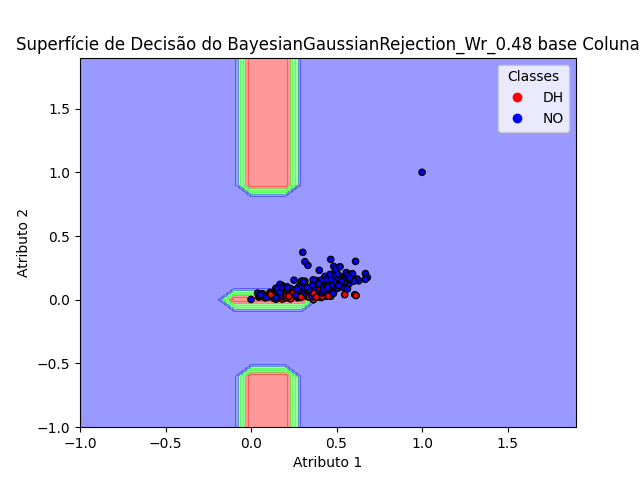 Superfície de Decisão do BayesianGaussianRejection_Wr_0.48 base Coluna
Classes
DH
NO
1.5
1.0
0.5
0.0
−0.5
−1.0
Atributo 2
−1.0
−0.5
0.0
0.5
1.0
1.5
Atributo 1